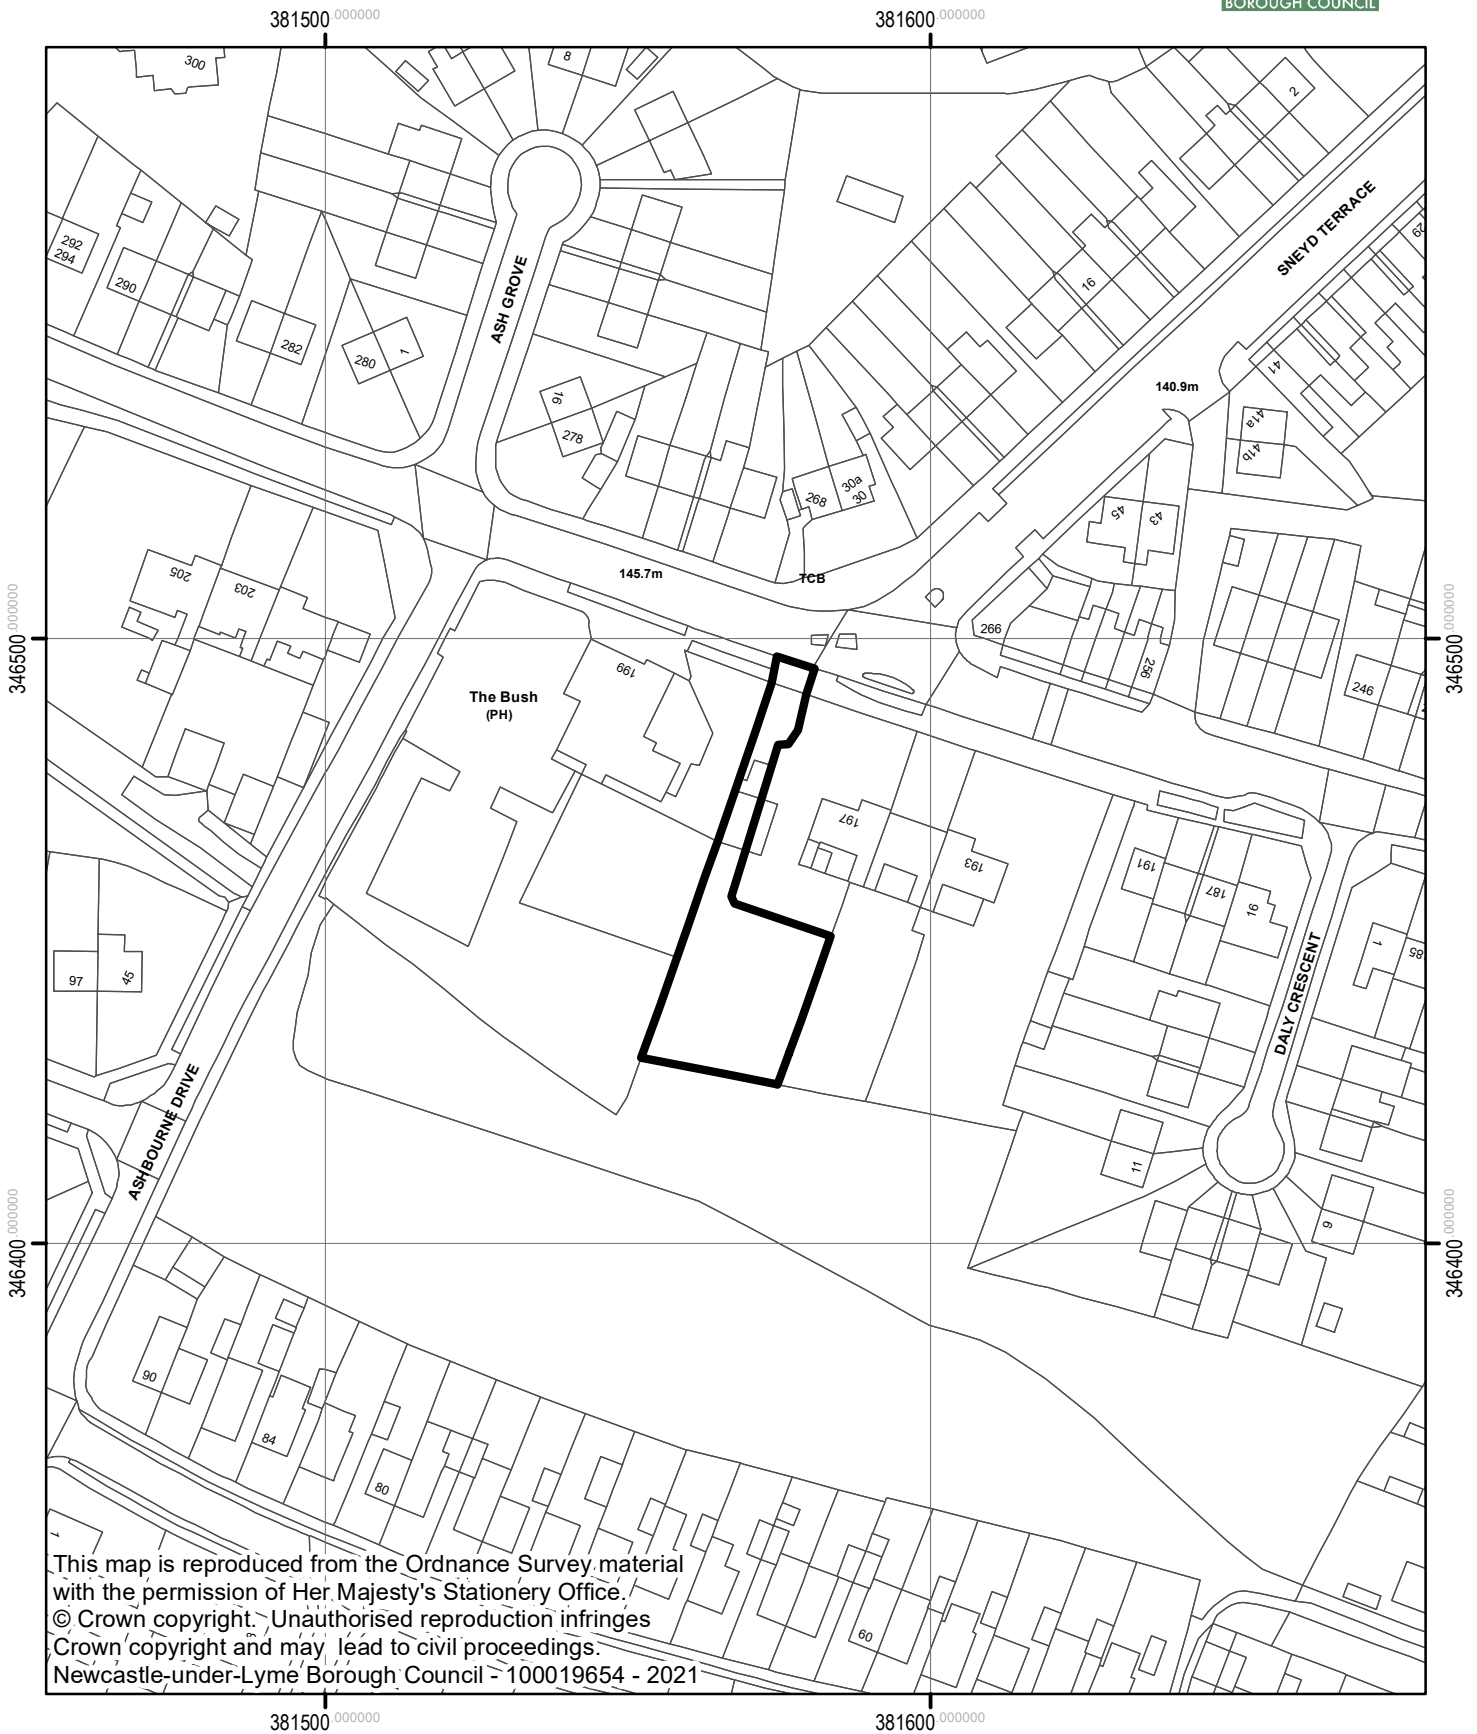 BOROUGH COUNCIL
381500.000000
381600.000000
300
8
2
292
294
290
282
280
1
ASH GROVE
SNEYD TERRACE
29
16
16
278
268
30a
30
140.9m
41
41a
41b
45
43
205
203
145.7m
TCB
346500.000000
346500.000000
266
256
246
The Bush
(PH)
199
197
193
191
187
16
1
85
97
45
DALY CRESCENT
ASHBOURNE DRIVE
11
9
346400.000000
346400.000000
90
84
80
60
1
This map is reproduced from the Ordnance Survey material
with the permission of Her Majesty's Stationery Office.
© Crown copyright. Unauthorised reproduction infringes
Crown copyright and may lead to civil proceedings.
Newcastle-under-Lyme Borough Council - 100019654 - 2021
381500.000000
381600.000000